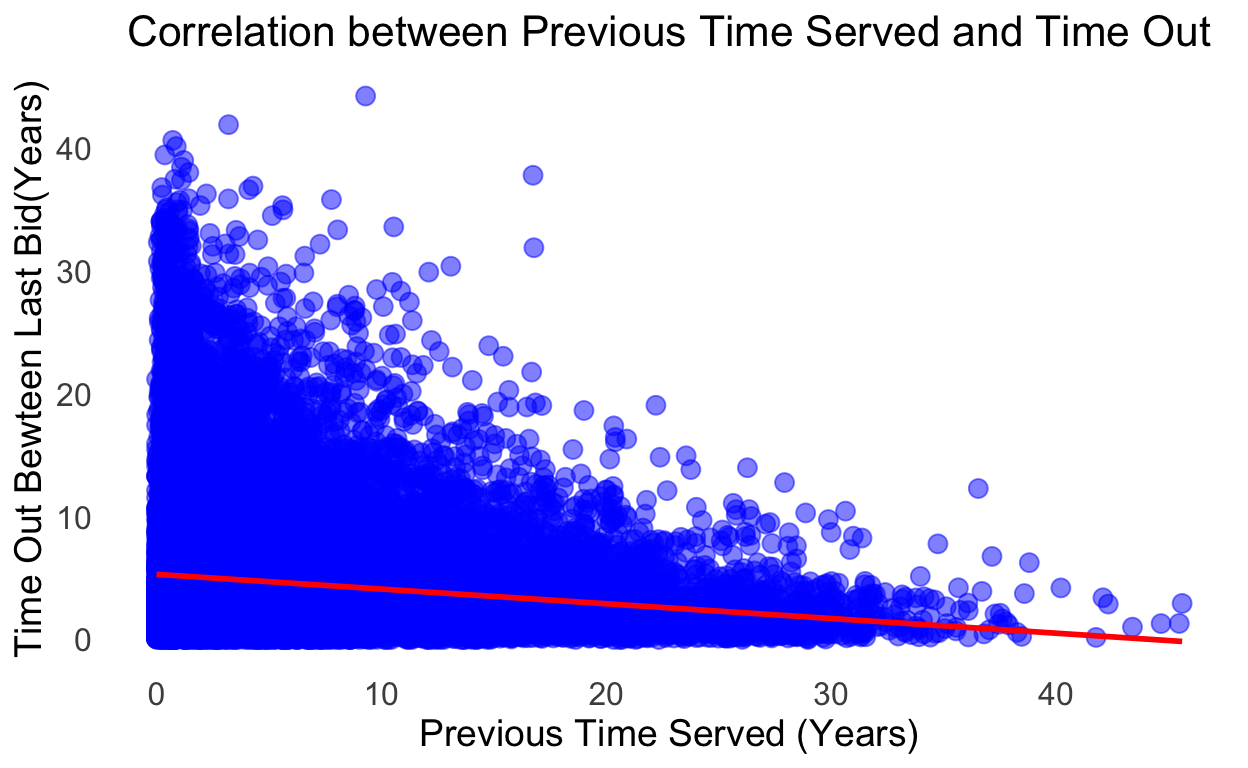 Correlation between Previous Time Served and Time Out
Time Out Bewteen Last Bid(Years)
40
30
20
10
0
0 10 20 30 40
Previous Time Served (Years)